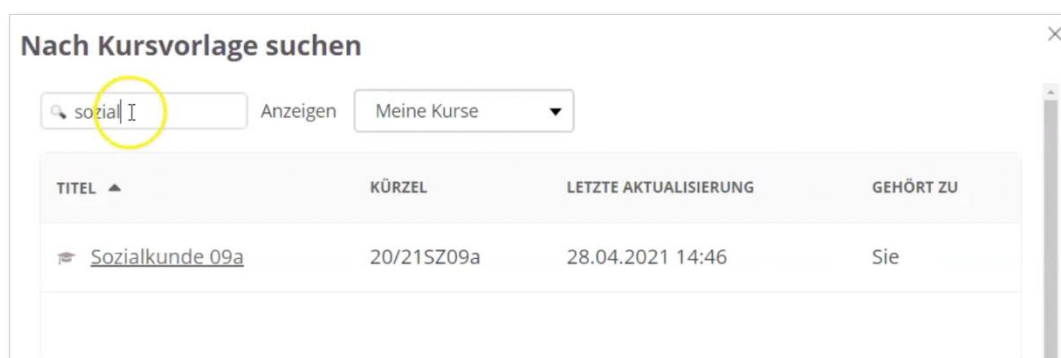 Nach Kursvorlage suchen
sozial Anzeigen Meine Kurse
TITEL KÜRZEL LETZTE AKTUALISIERUNG GEHÖRT ZU
Sozialkunde 09a 20/21SZ09a 28.04.2021 14:46 Sie